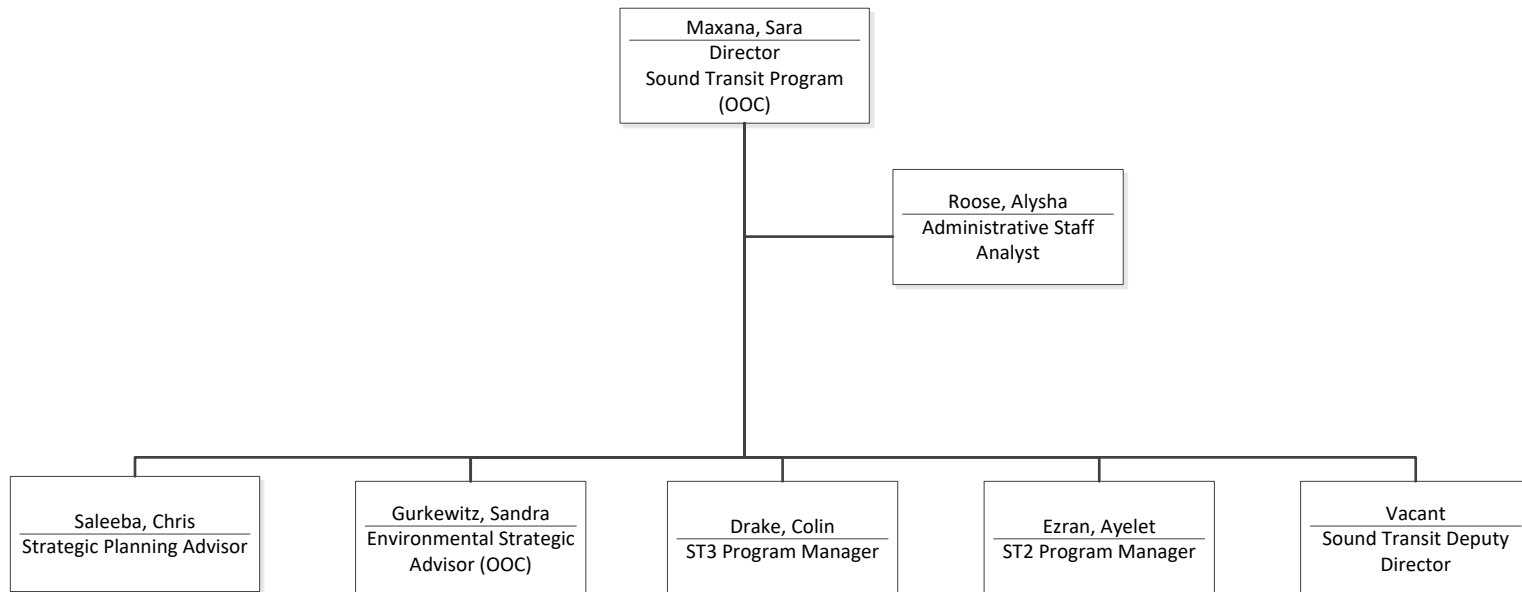 Maxana, Sara
Director
Sound Transit Program
(OOC)
Roose, Alysha
Administrative Staff
Analyst
Saleeba, Chris
Strategic Planning Advisor
Gurkewitz, Sandra
Environmental Strategic
Advisor (OOC)
Drake, Colin
ST3 Program Manager
Ezran, Ayelet
ST2 Program Manager
Vacant
Sound Transit Deputy
Director